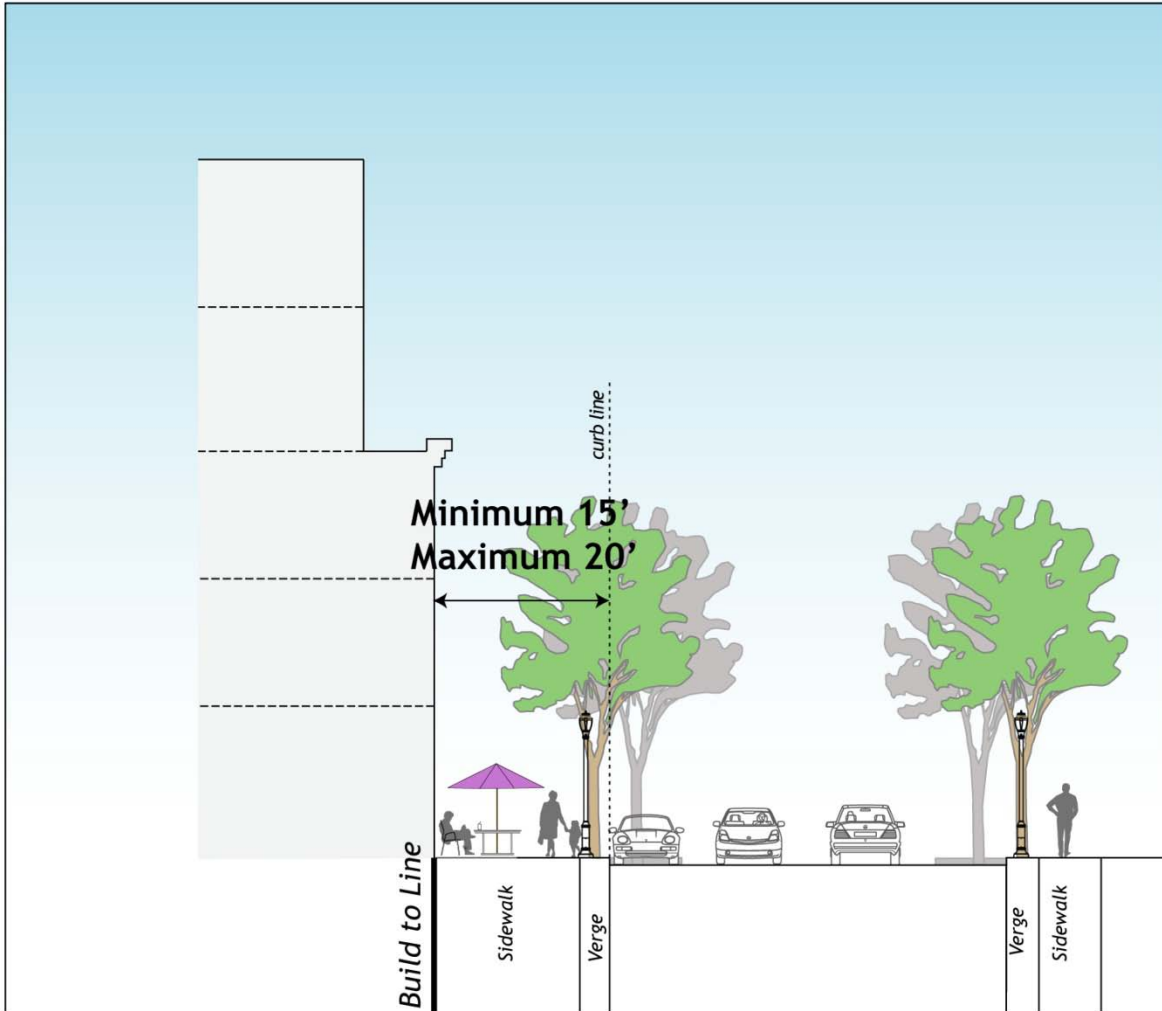 curb line
Minimum 15’
Maximum 20’
Build to Line
Sidewalk
Verge
Verge
Sidewalk